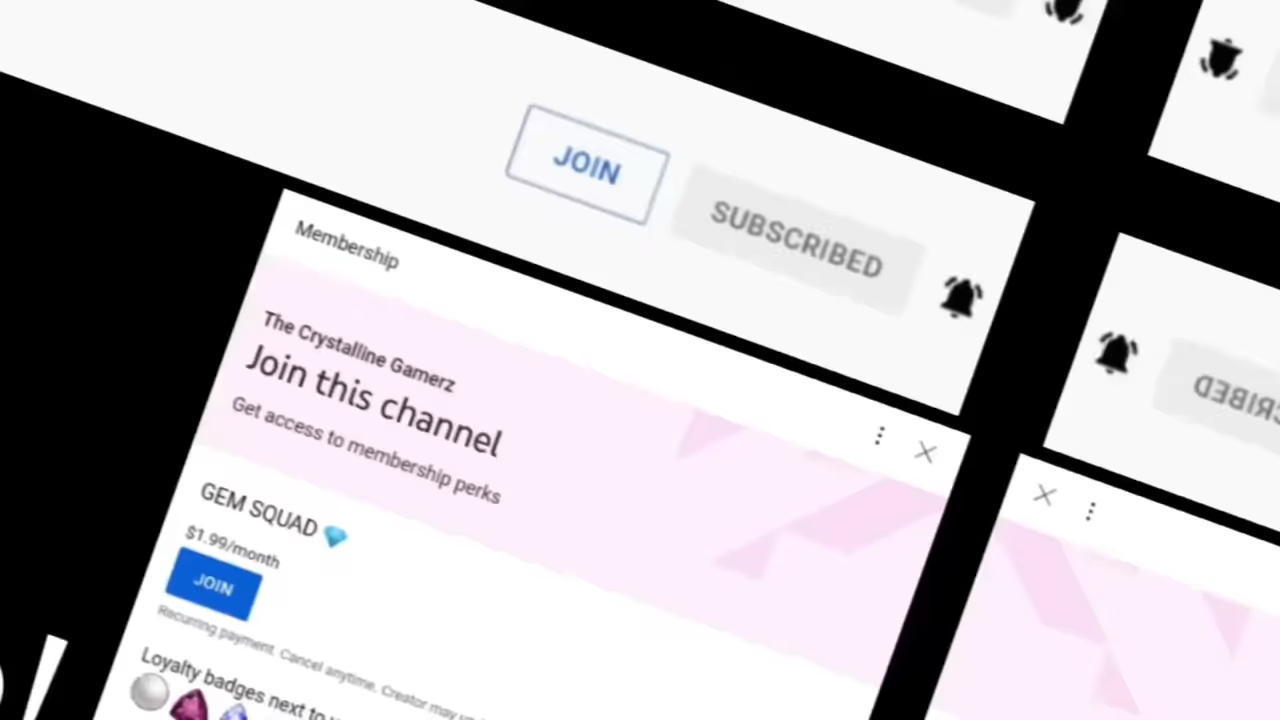 JOIN
SUBSCRIBED
Membership
The Crystalline Gamerz
Join this channel
Get access to membership perks
GEM SQUAD
$1.99/month
JOIN
Recurring payment. Cancel anytime. Creator may
Loyalty badges next to